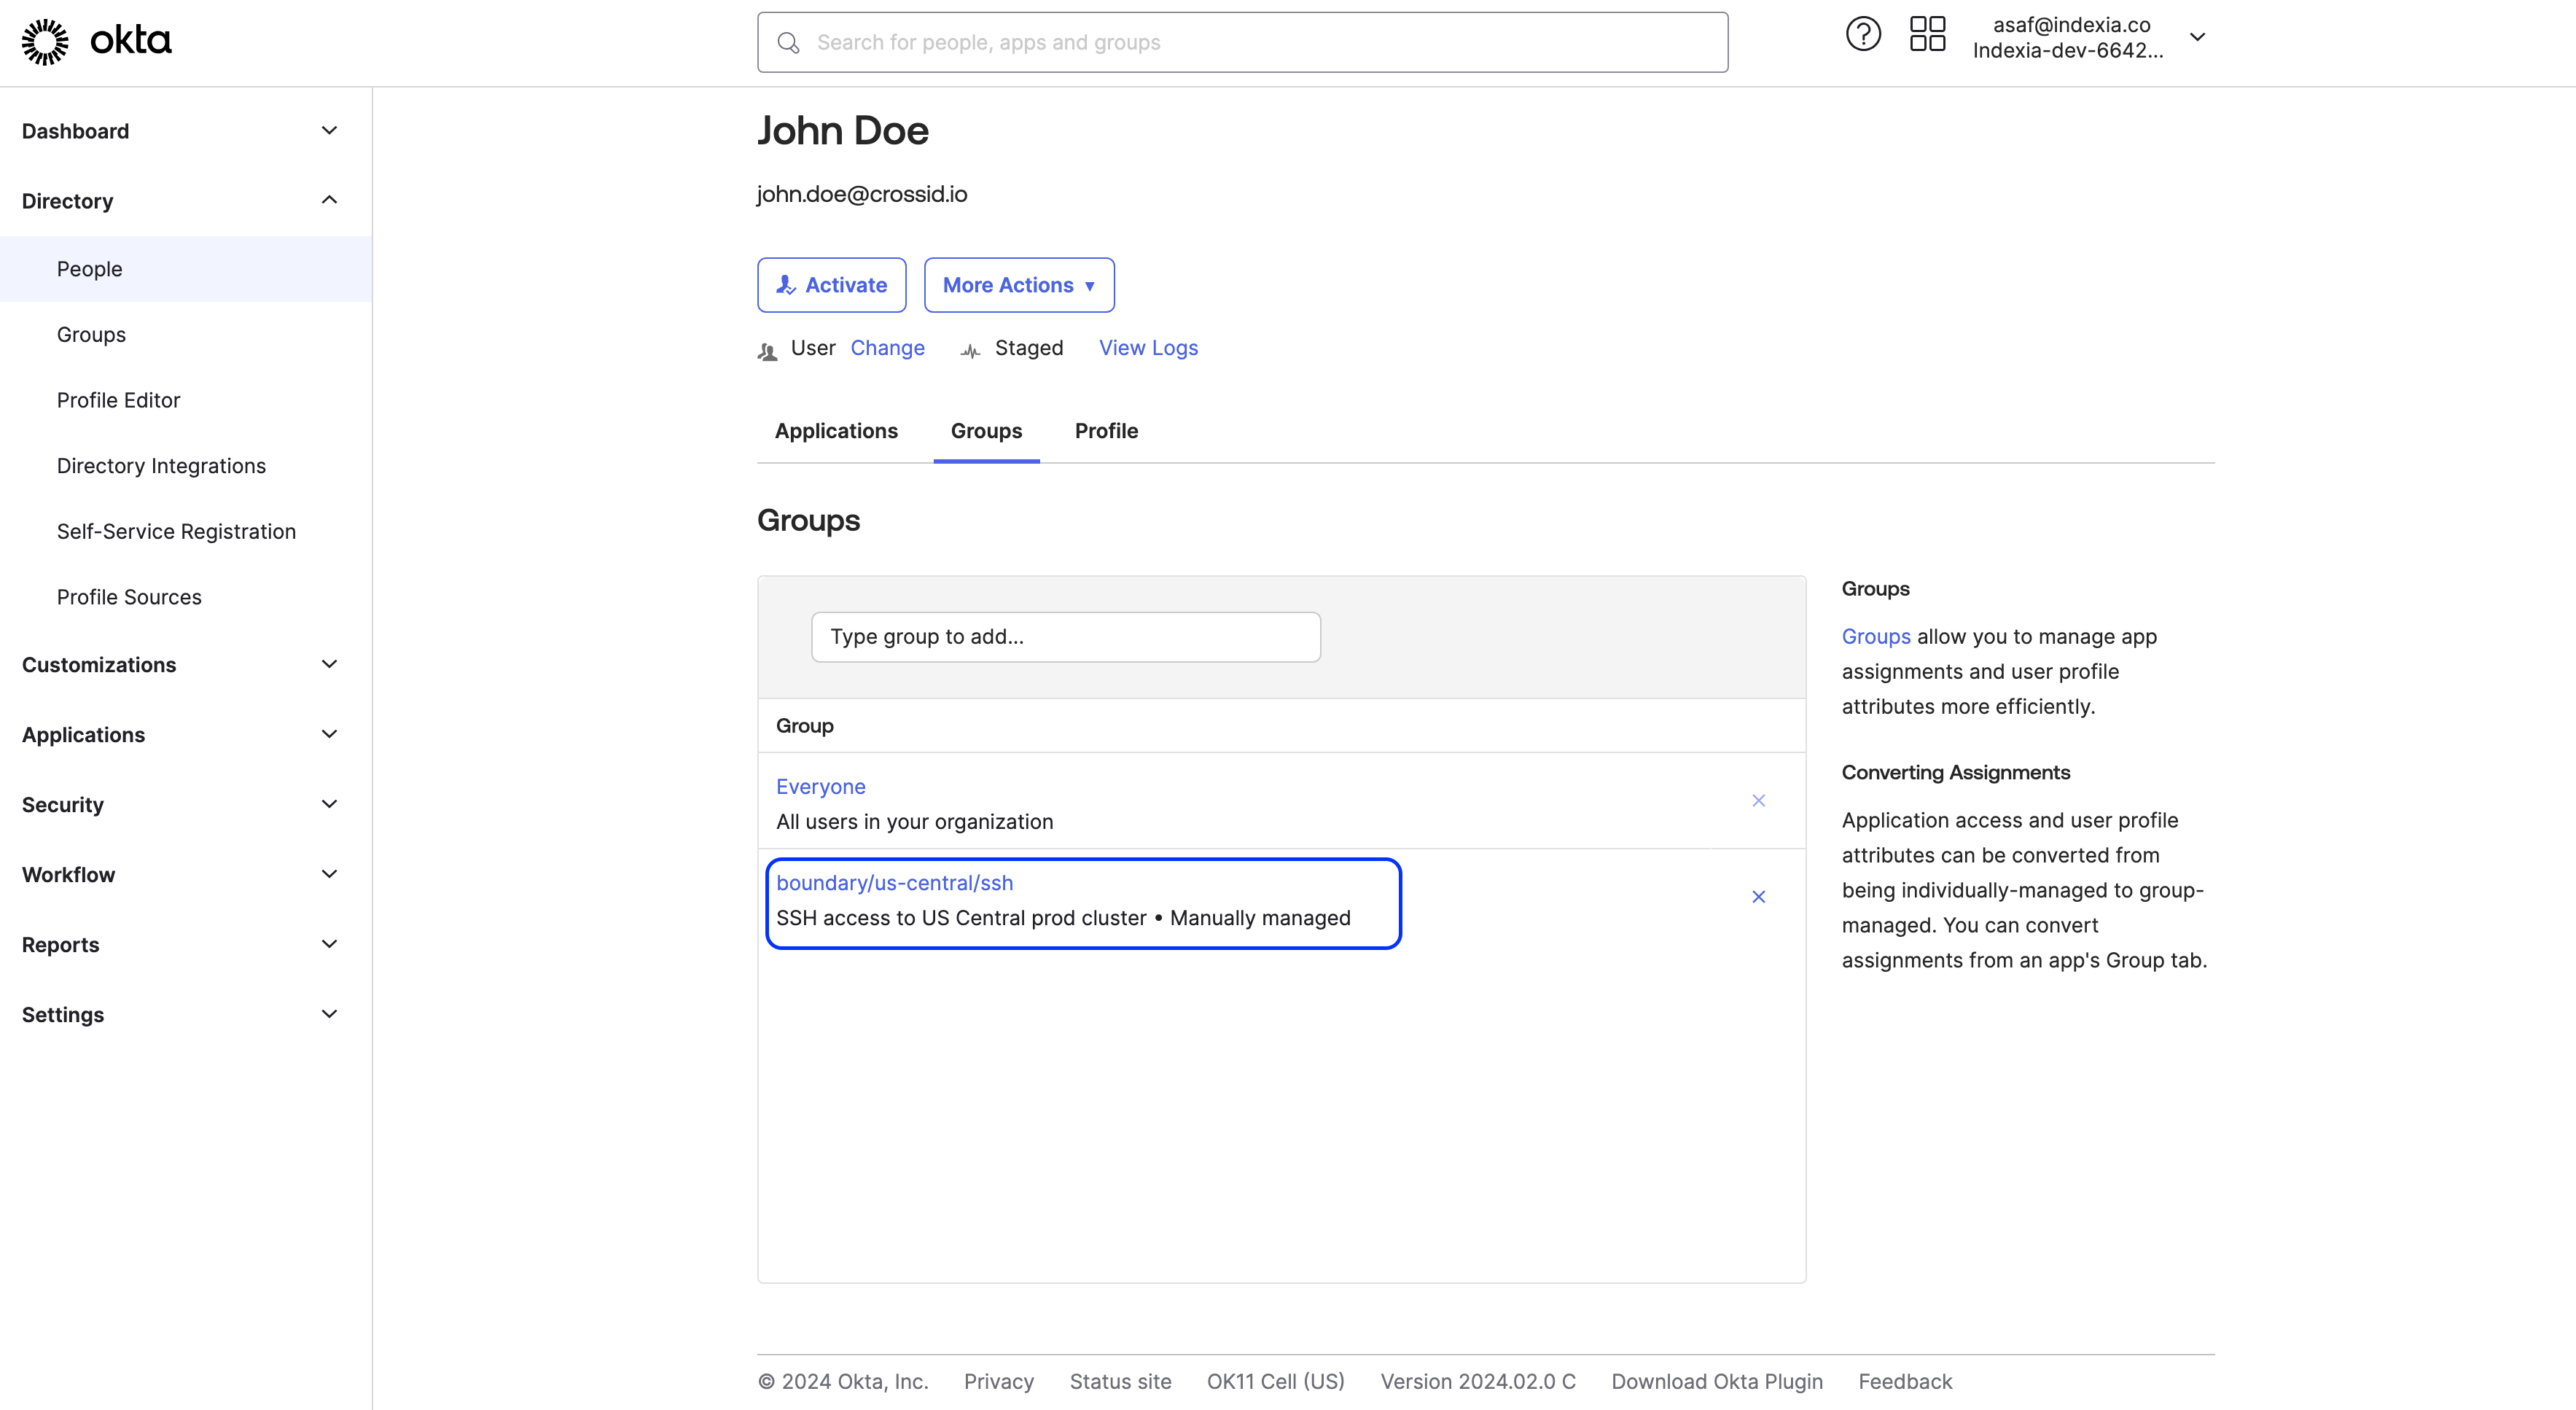 okta
Search for people, apps and groups
asaf@indexia.co
Indexia-dev-6642...
Dashboard
Directory
People
Groups
Profile Editor
Directory Integrations
Self-Service Registration
Profile Sources
Customizations
Applications
Security
Workflow
Reports
Settings
John Doe
john.doe@crossid.io
Activate
More Actions
User Change Staged View Logs
Applications Groups Profile
Groups
Type group to add...
Group
Everyone
All users in your organization
boundary/us-central/ssh
SSH access to US Central prod cluster • Manually managed
Groups
Groups allow you to manage app
assignments and user profile
attributes more efficiently.
Converting Assignments
Application access and user profile
attributes can be converted from
being individually-managed to group-
managed. You can convert
assignments from an app's Group tab.
© 2024 Okta, Inc. Privacy Status site OK11 Cell (US) Version 2024.02.0 C Download Okta Plugin Feedback